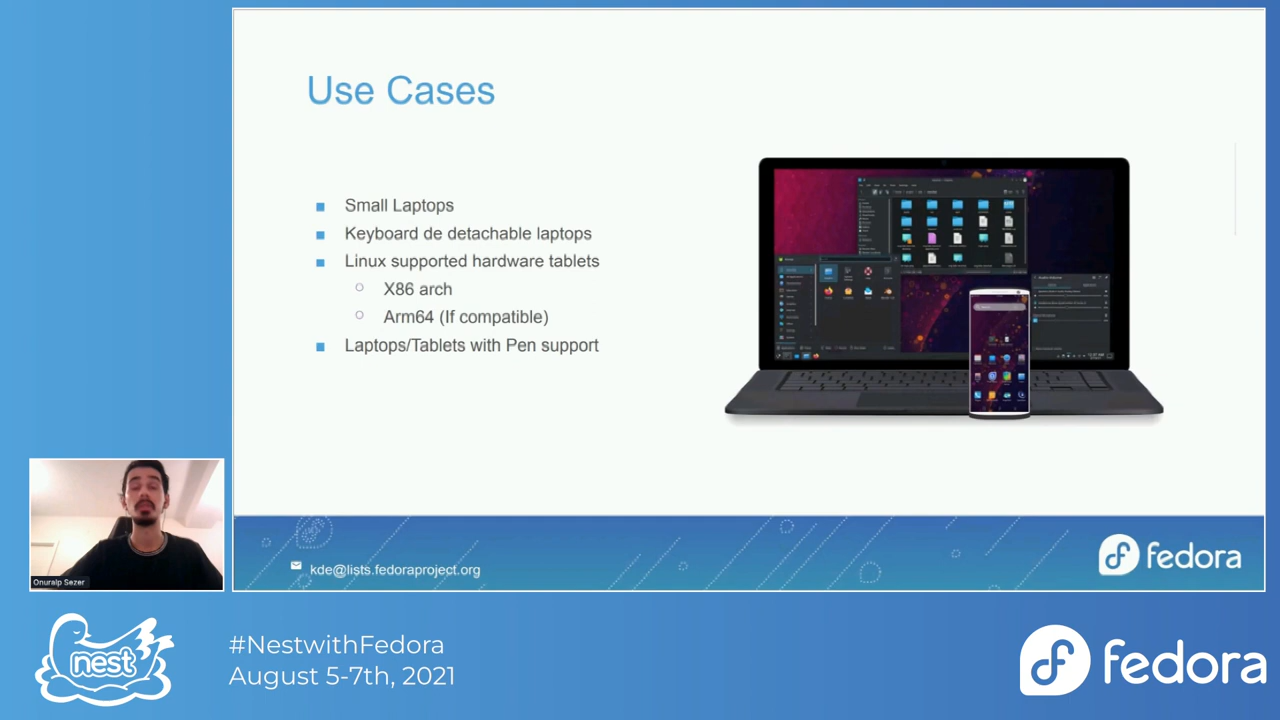 Use Cases
Small Laptops
Keyboard de detachable laptops
Linux supported hardware tablets
X86 arch
Arm64 (If compatible)
Laptops/Tablets with Pen support
kde@lists.fedoraproject.org
fedora
Onuralp Sezer
nest
#NestwithFedora
August 5-7th, 2021
fedora